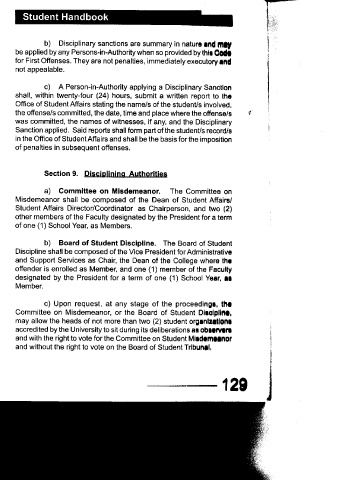 Student Handbook
b) Disciplinary sanctions are summary in nature and may
be applied by any Persons-in-Authority when so provided by this Code
for First Offenses. They are not penalties, immediately executory and
not appealable.
c) A Person-in-Authority applying a Disciplinary Sanction
shall, within twenty-four (24) hours, submit a written report to the
Office of Student Affairs stating the name/s of the student/s involved,
the offense/s committed, the date, time and place where the offense/s
was committed, the names of witnesses, if any, and the Disciplinary
Sanction applied. Said reports shall form part of the student/s record/s
in the Office of Student Affairs and shall be the basis for the imposition
of penalties in subsequent offenses.
Section 9. Disciplining Authorities
a) Committee on Misdemeanor. The Committee on
Misdemeanor shall be composed of the Dean of Student Affairs/
Student Affairs Director/Coordinator as Chairperson, and two (2)
other members of the Faculty designated by the President for a term
of one (1) School Year, as Members.
b) Board of Student Discipline. The Board of Student
Discipline shall be composed of the Vice President for Administrative
and Support Services as Chair, the Dean of the College where the
offender is enrolled as Member, and one (1) member of the Faculty
designated by the President for a term of one (1) School Year, as
Member.
c) Upon request, at any stage of the proceedings, the
Committee on Misdemeanor, or the Board of Student Discipline,
may allow the heads of not more than two (2) student organizations
accredited by the University to sit during its deliberations as observers
and with the right to vote for the Committee on Student Misdemeanor
and without the right to vote on the Board of Student Tribunal.
129